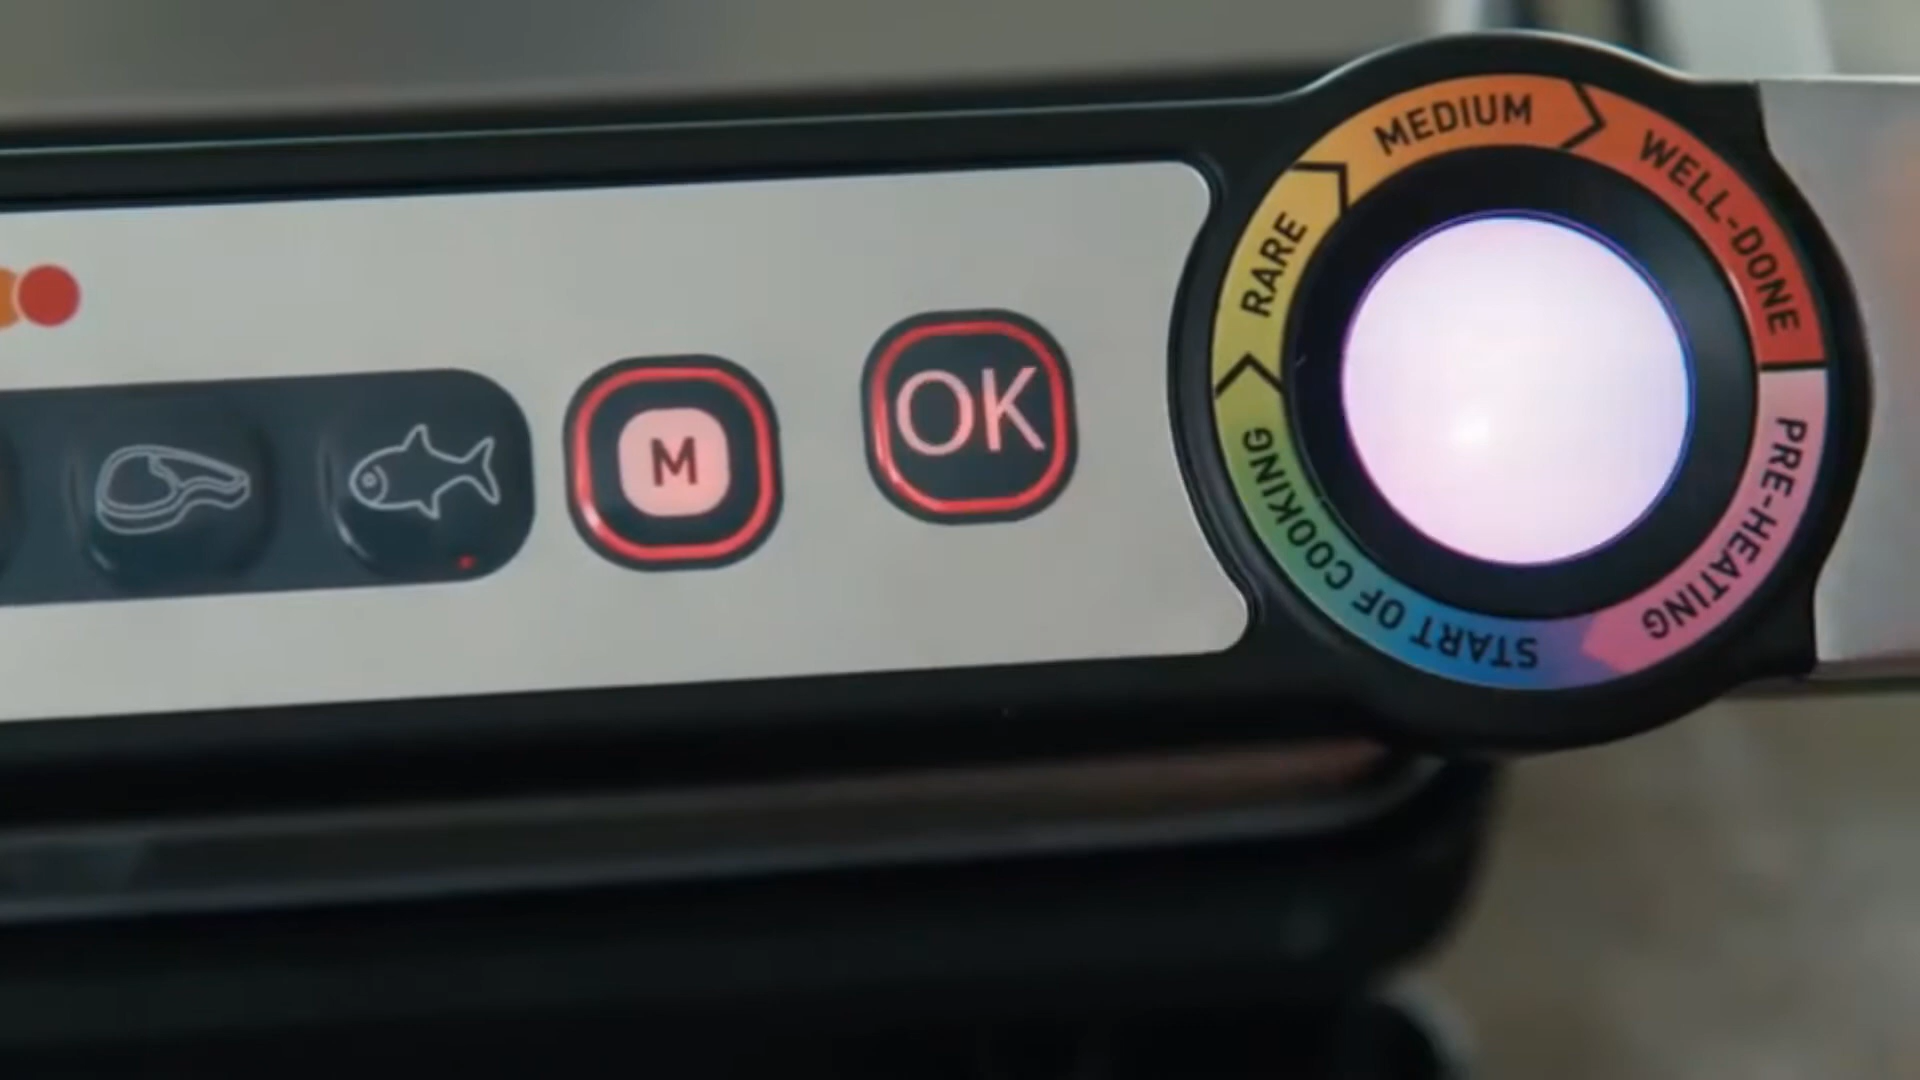 M
OK
PRE-HEATING
START OF COOKING
RARE
MEDIUM
WELL-DONE